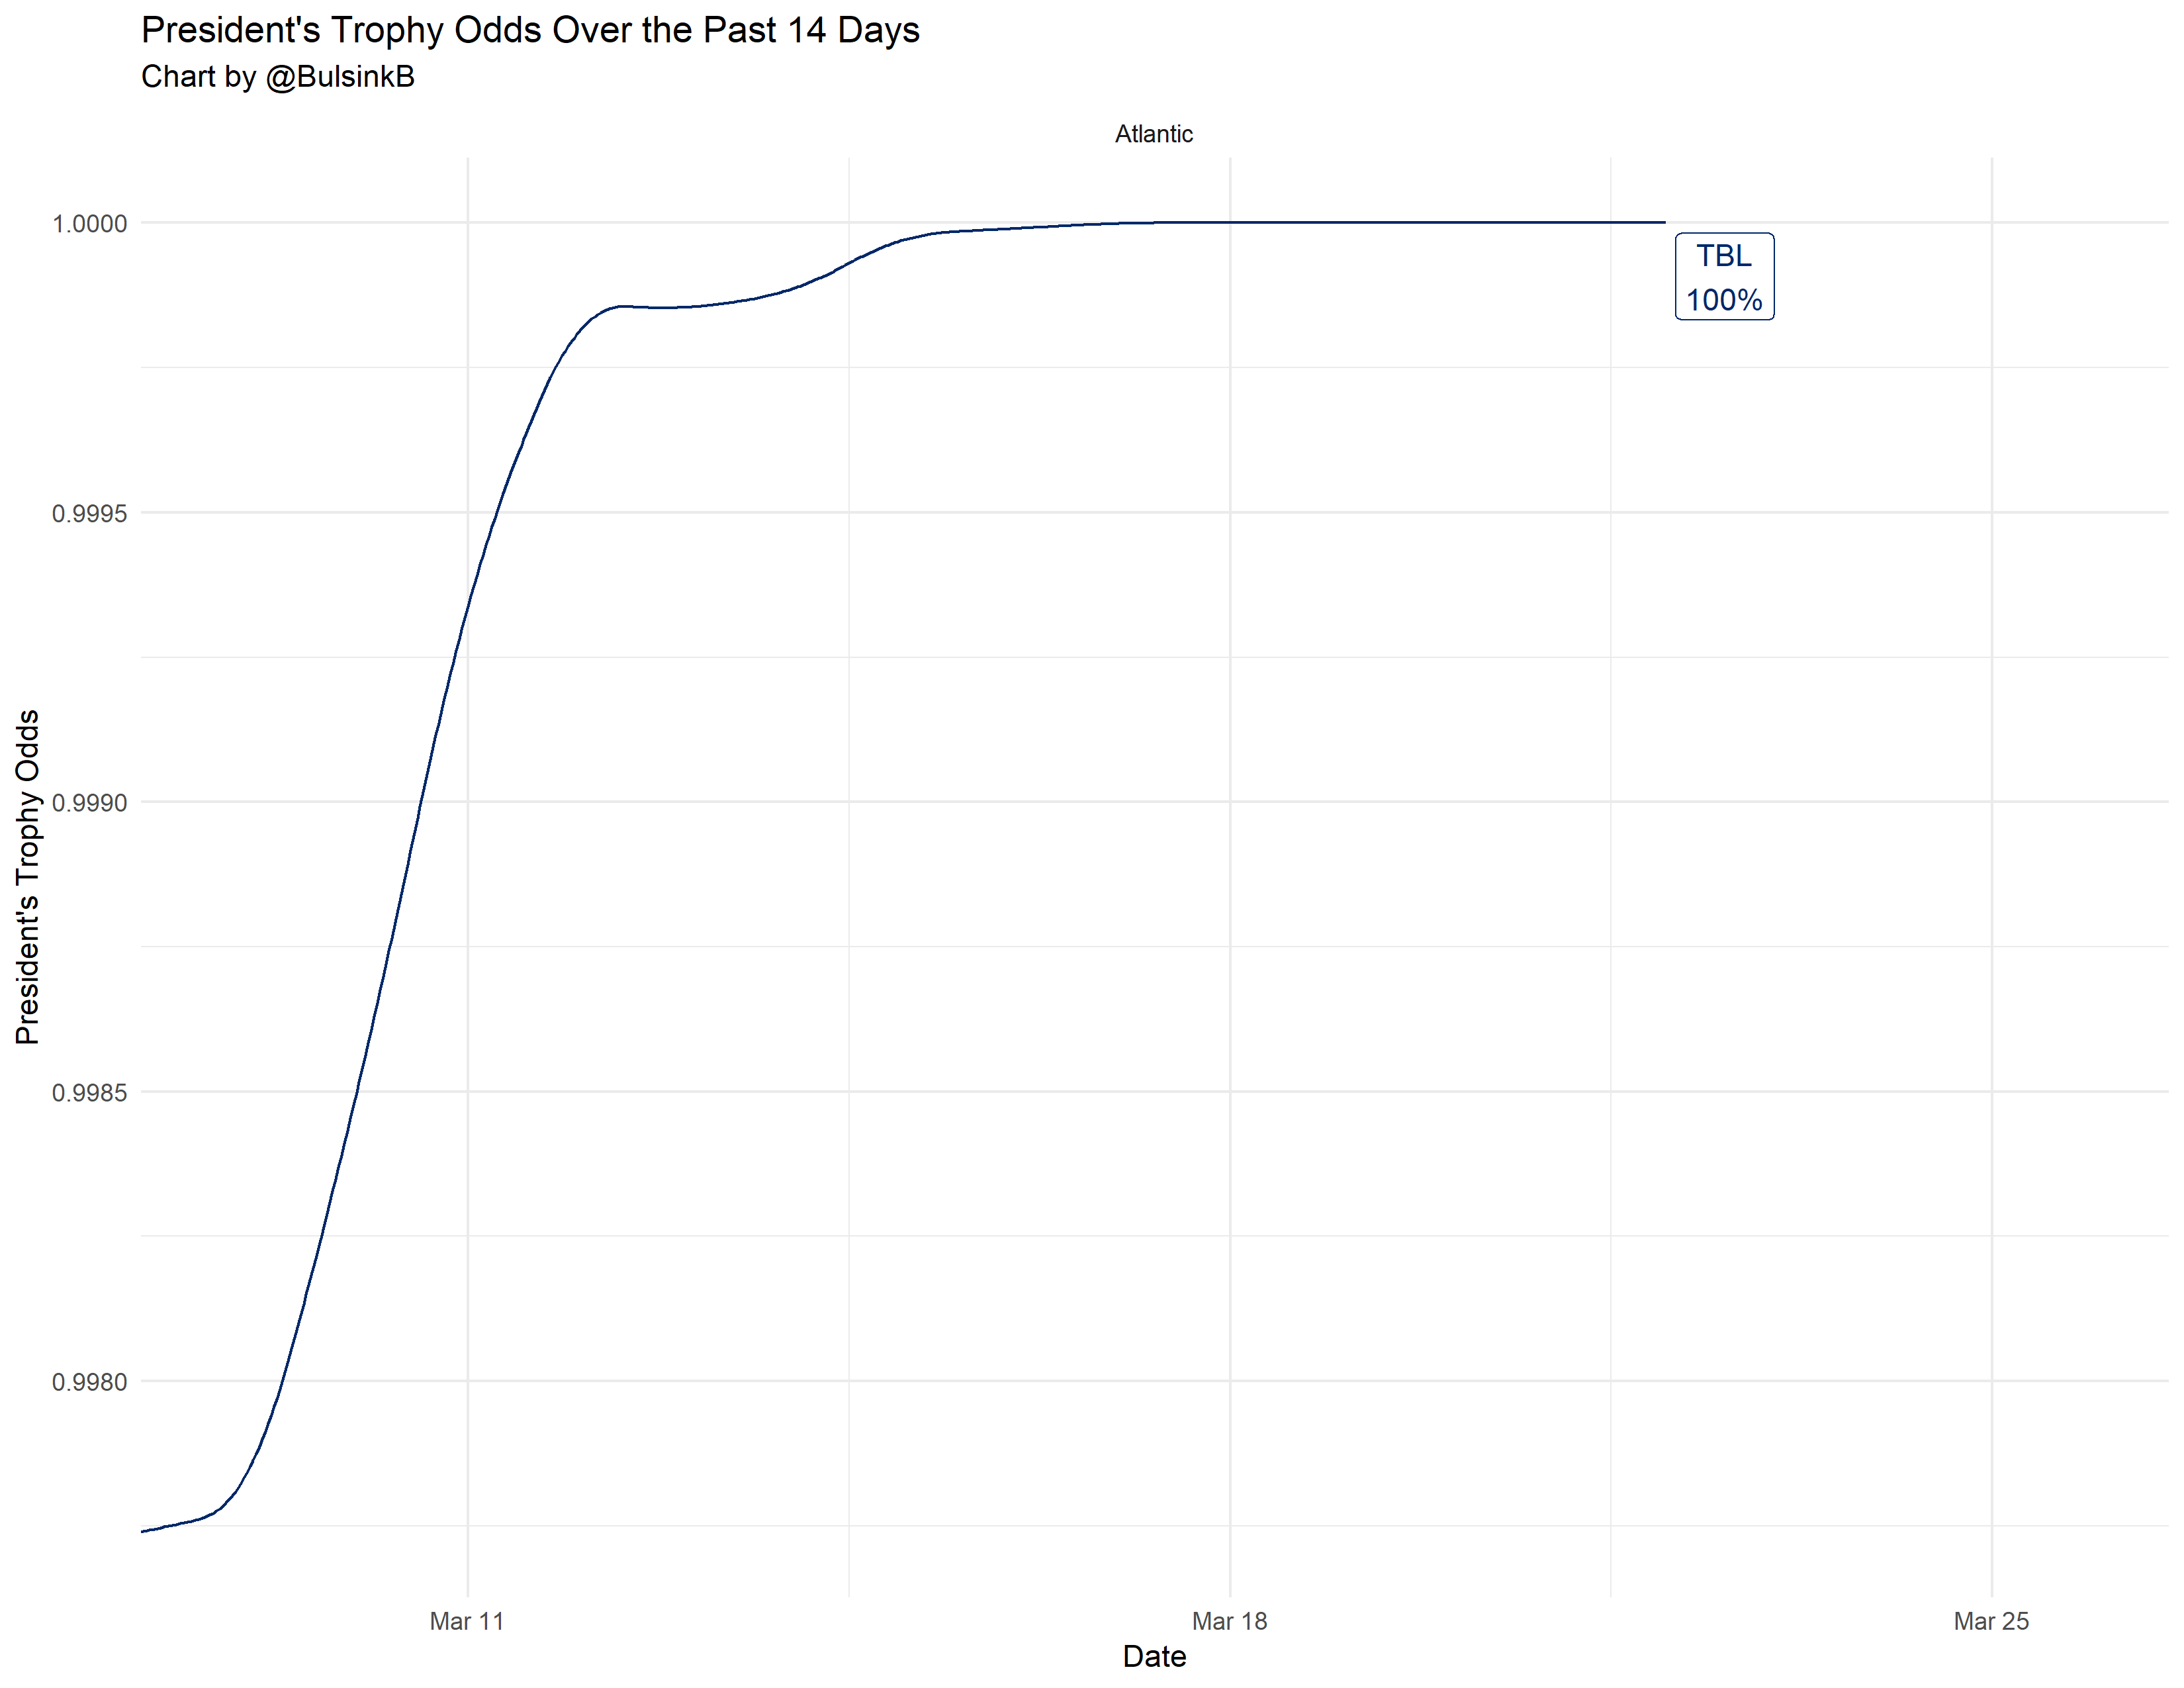 President's Trophy Odds Over the Past 14 Days
Chart by @BulsinkB
Atlantic
1.0000
0.9995
0.9990
0.9985
0.9980
President's Trophy Odds
TBL
100%
Mar 11
Mar 18
Mar 25
Date